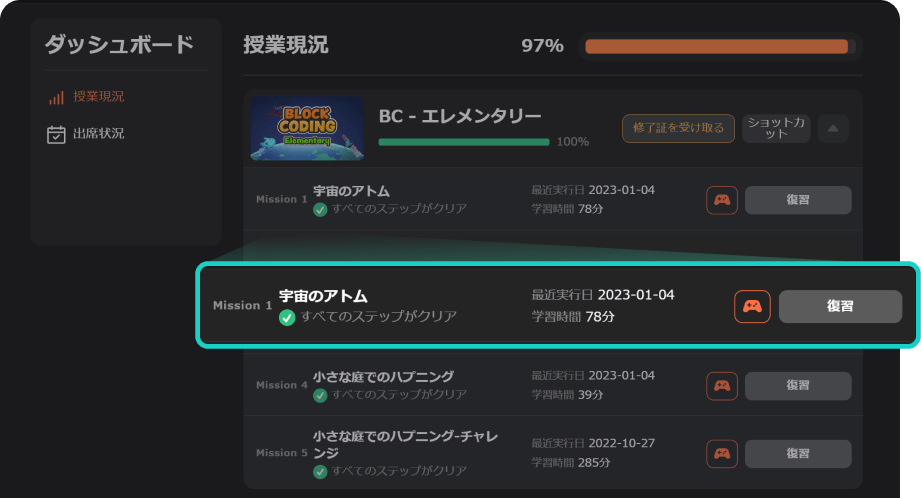 ダッシュボード
授業現況
出席状況
授業現況
97%
BLOCK
CODING
Elementary
BC - エレメンタリー
100%
修了証を受け取る
ショットカ
ット
Mission 1
宇宙のアトム
すべてのステップがクリア
最近実行日 2023-01-04
学習時間 78分
復習
Mission 1
宇宙のアトム
すべてのステップがクリア
最近実行日 2023-01-04
学習時間 78分
復習
Mission 4
小さな庭でのハプニング
すべてのステップがクリア
最近実行日 2023-01-04
学習時間 39分
復習
Mission 5
小さな庭でのハプニング-チャレ
ンジ
すべてのステップがクリア
最近実行日 2022-10-27
学習時間 285分
復習